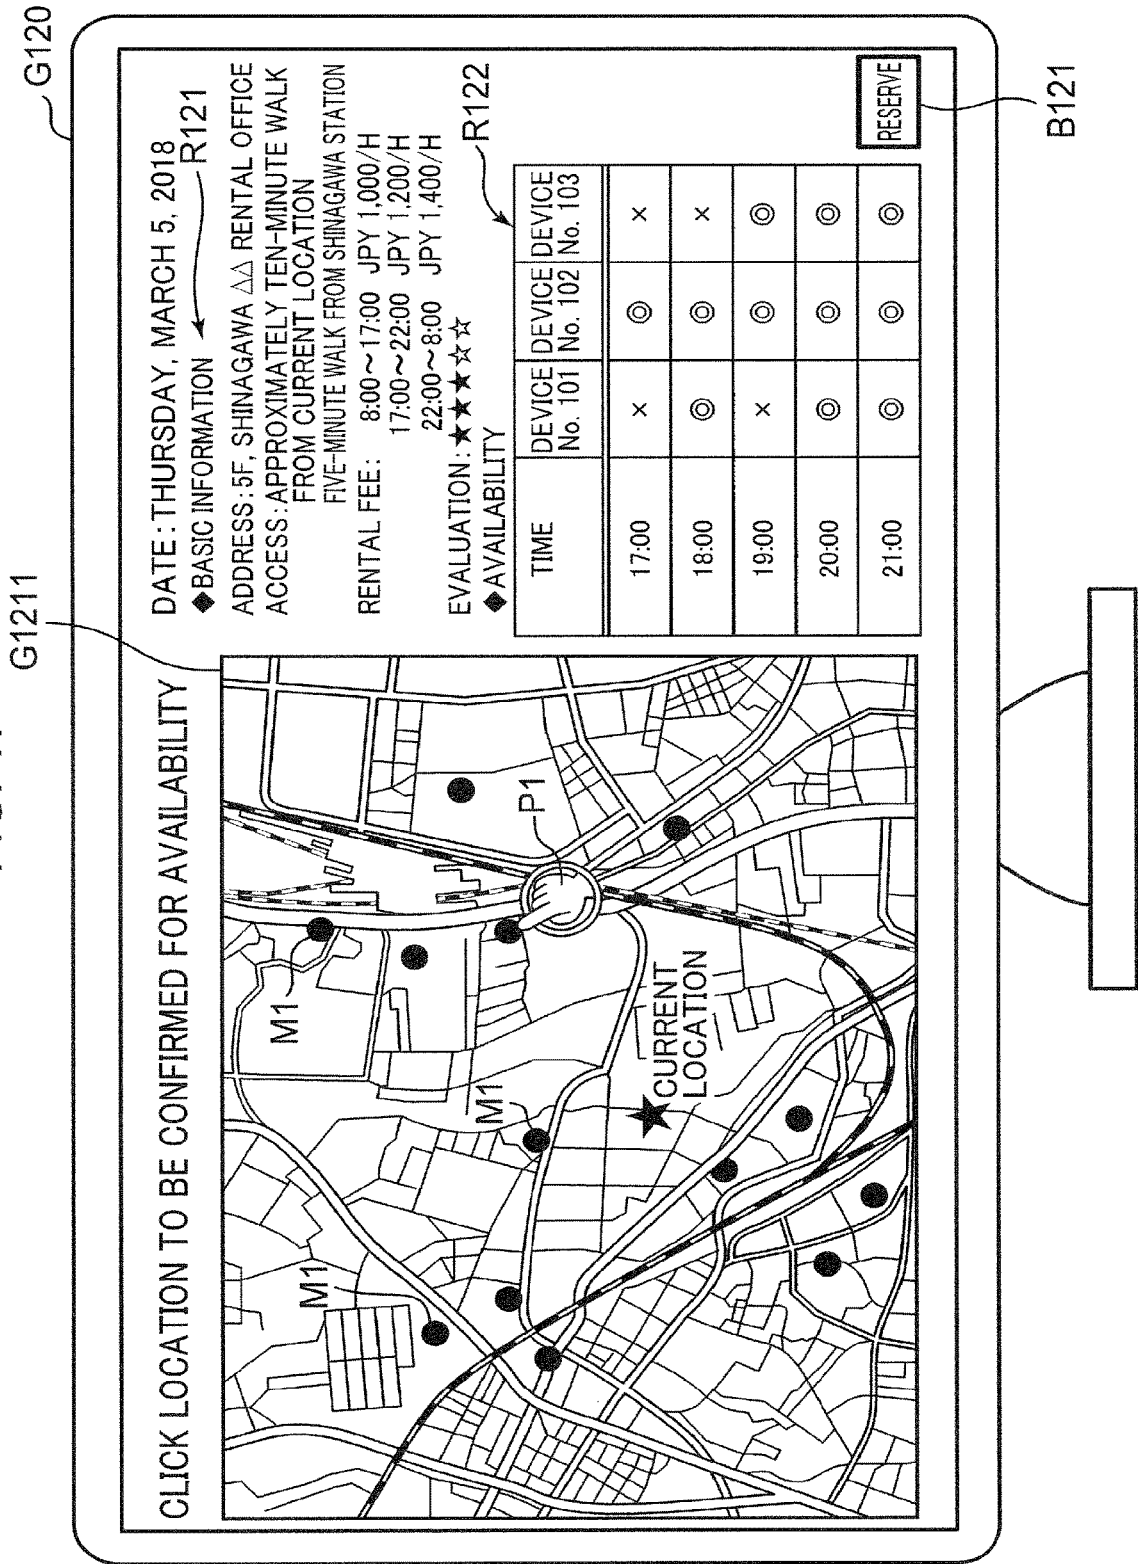 G120
G1211
CLICK LOCATION TO BE CONFIRMED FOR AVAILABILITY
M1
M1
M1
P1
CURRENT
LOCATION
DATE : THURSDAY, MARCH 5, 2018
◆BASIC INFORMATION
R121
ADDRESS : 5F, SHINAGAWA △△ RENTAL OFFICE
ACCESS : APPROXIMATELY TEN-MINUTE WALK
FROM CURRENT LOCATION
FIVE-MINUTE WALK FROM SHINAGAWA STATION
RENTAL FEE : 8:00~17:00 JPY 1,000/H
17:00~22:00 JPY 1,200/H
22:00~8:00 JPY 1,400/H
EVALUATION : ★★★☆☆
◆AVAILABILITY
R122
TIME DEVICE No. 101 DEVICE No. 102 DEVICE No. 103
17:00 × ◎ ×
18:00 ◎ ◎ ×
19:00 × ◎ ◎
20:00 ◎ ◎ ◎
21:00 ◎ ◎ ◎
RESERVE
B121